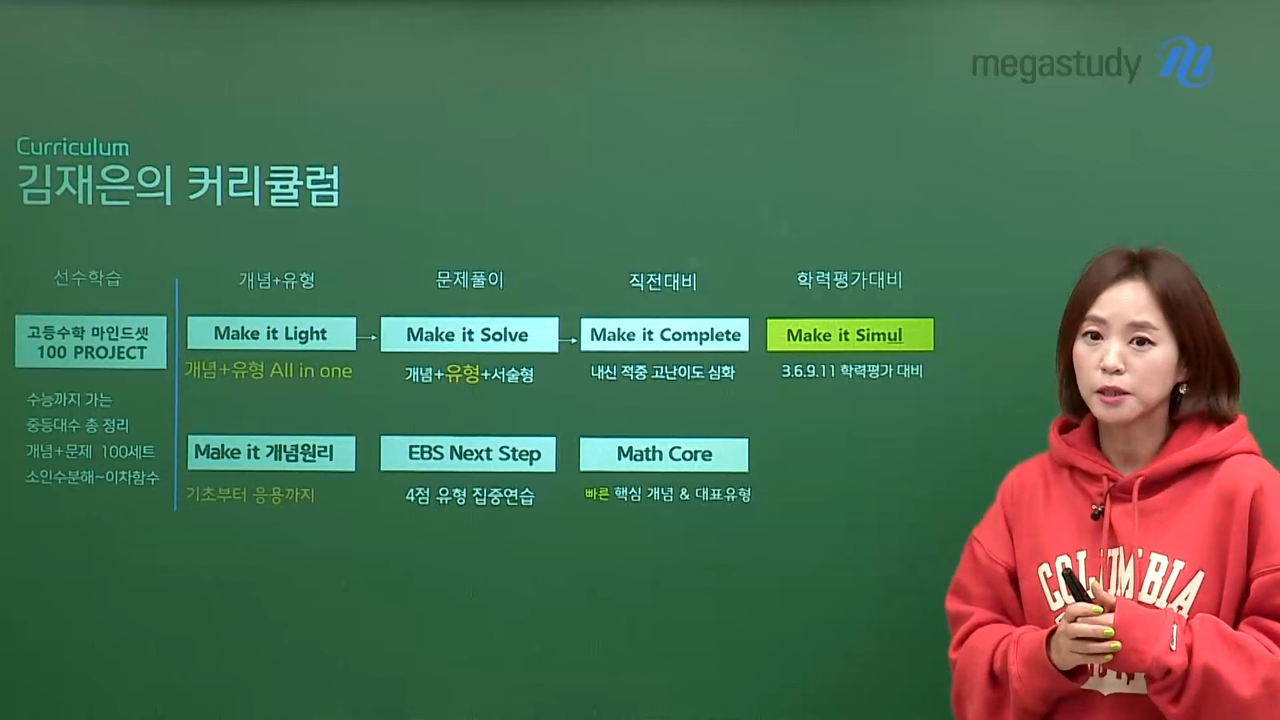 megastudy
Curriculum
김재은의 커리큘럼
선수학습
고등수학 마인드셋
100 PROJECT
수능까지 가는
중등대수 총 정리
개념+문제 100세트
소인수분해~이차함수
개념+유형
Make it Light
개념+유형 All in one
Make it 개념원리
기초부터 응용까지
문제풀이
Make it Solve
개념+유형+서술형
EBS Next Step
4점 유형 집중연습
직전대비
Make it Complete
내신 적중 고난이도 심화
Math Core
빠른 핵심 개념 & 대표유형
학력평가대비
Make it Simul
3.6.9.11 학력평가 대비
COLUMBIA